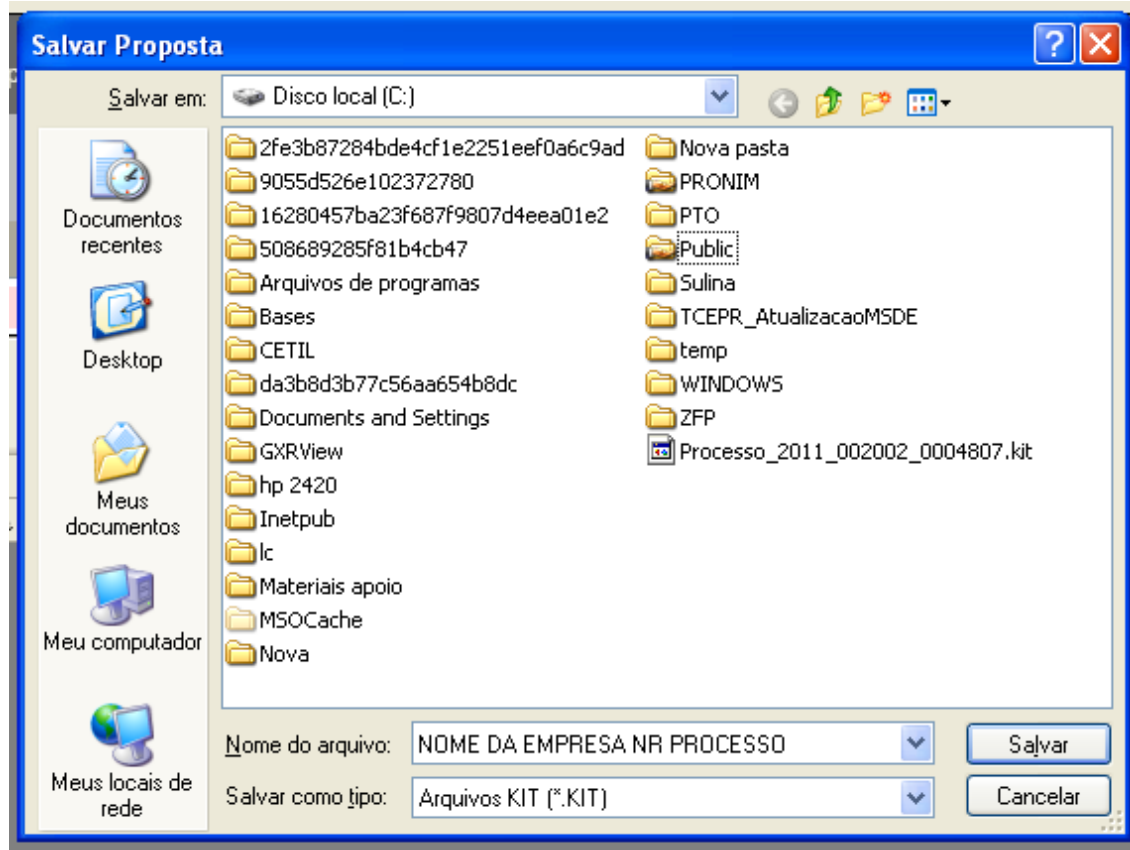 Salvar Proposta
Salvar em:
Disco local (C:)
Documentos
recentes
Desktop
Meus
documentos
Meu computador
Meus locais de
rede
2fe3b87284bde4cf1e2251eef0a6c9ad
9055d526e102372780
16280457ba23f687f9807d4eea01e2
508689285f81b4cb47
Arquivos de programas
Bases
CETIL
da3b8d3b77c56aa654b8dc
Documents and Settings
GXRView
hp 2420
Inetpub
lc
Materiais apoio
MSOCache
Nova
Nova pasta
PRONIM
PTO
Public
Sulina
TCEPR_AtualizacaoMSDE
temp
WINDOWS
ZFP
Processo_2011_002002_0004807.kit
Nome do arquivo:
NOME DA EMPRESA NR PROCESSO
Salvar
Salvar como tipo:
Arquivos KIT (*.KIT)
Cancelar